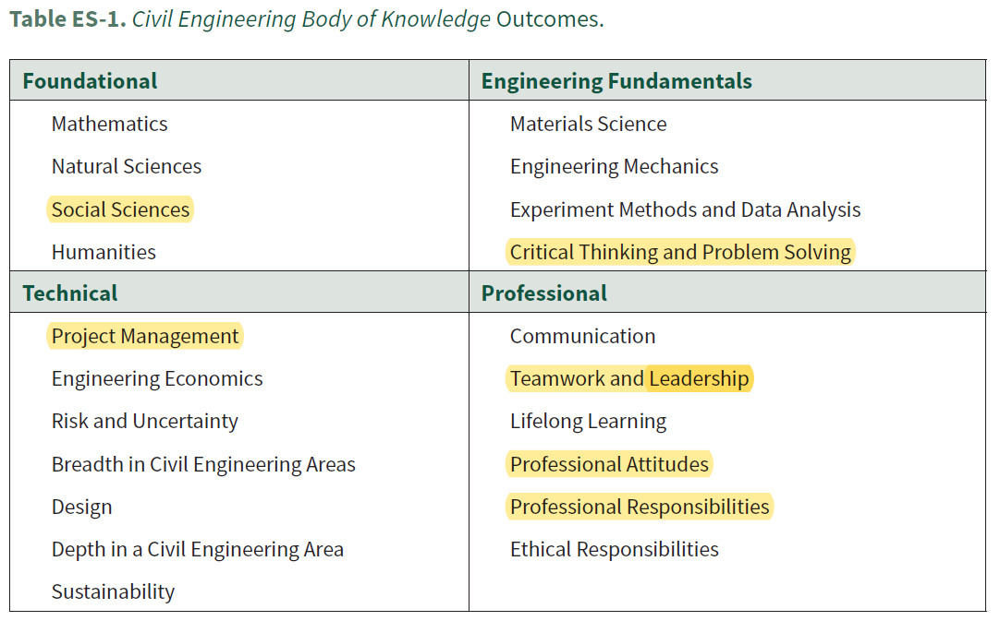 Table ES-1. Civil Engineering Body of Knowledge Outcomes.
Foundational
Mathematics
Natural Sciences
Social Sciences
Humanities
Engineering Fundamentals
Materials Science
Engineering Mechanics
Experiment Methods and Data Analysis
Critical Thinking and Problem Solving
Technical
Project Management
Engineering Economics
Risk and Uncertainty
Breadth in Civil Engineering Areas
Design
Depth in a Civil Engineering Area
Sustainability
Professional
Communication
Teamwork and Leadership
Lifelong Learning
Professional Attitudes
Professional Responsibilities
Ethical Responsibilities